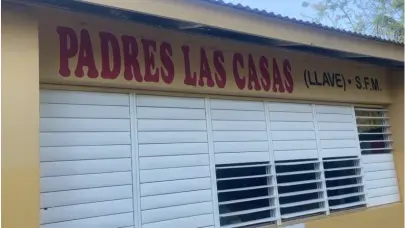 PADRES LAS CASAS (LLAVE) • S.F.M.